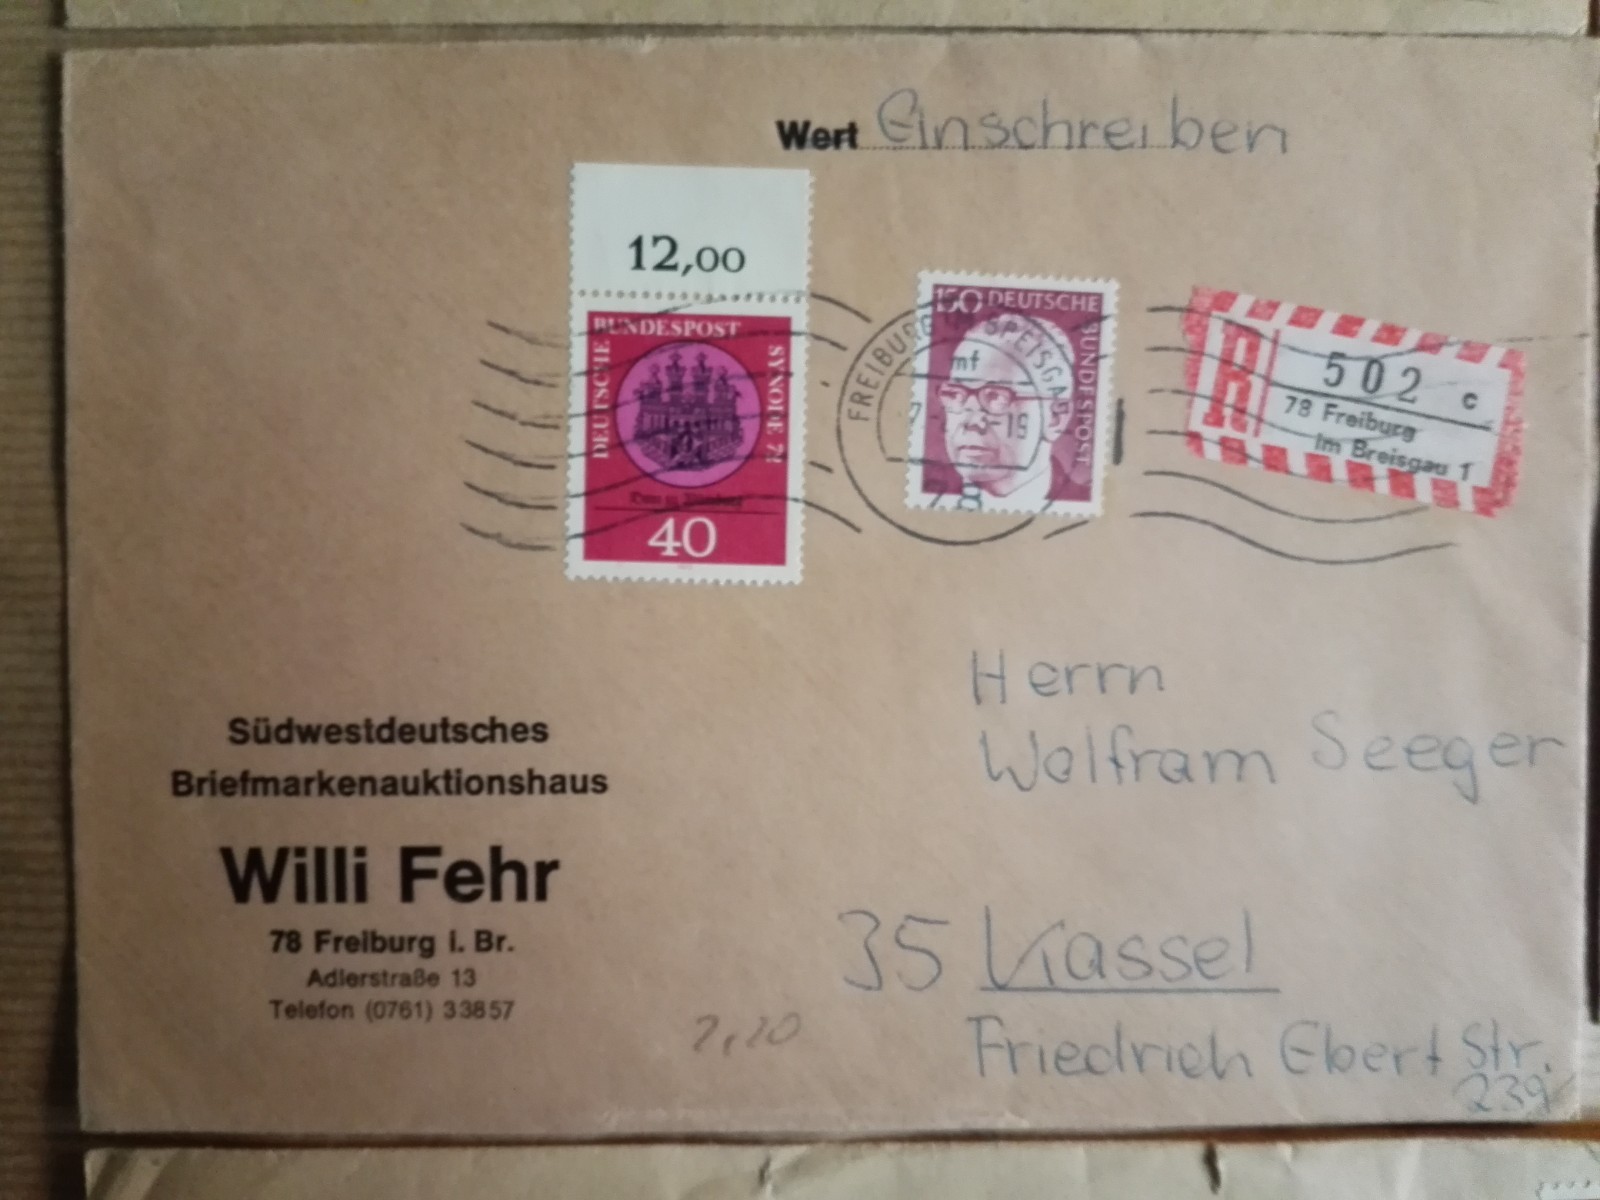 Wert Einschreiben
12,00
DEUTSCHE BUNDESPOST SYNODE 72
40
150 DEUTSCHE BUNDESPOST
FREIBURG IM BREISGAU
mf
78
R
502 c
78 Freiburg
im Breisgau 1
Herrn
Wolfram Seeger
35 Kassel
Friedrich Ebert Str.
239
Südwestdeutsches
Briefmarkenauktionshaus
Willi Fehr
78 Freiburg i. Br.
Adlerstraße 13
Telefon (0761) 33857